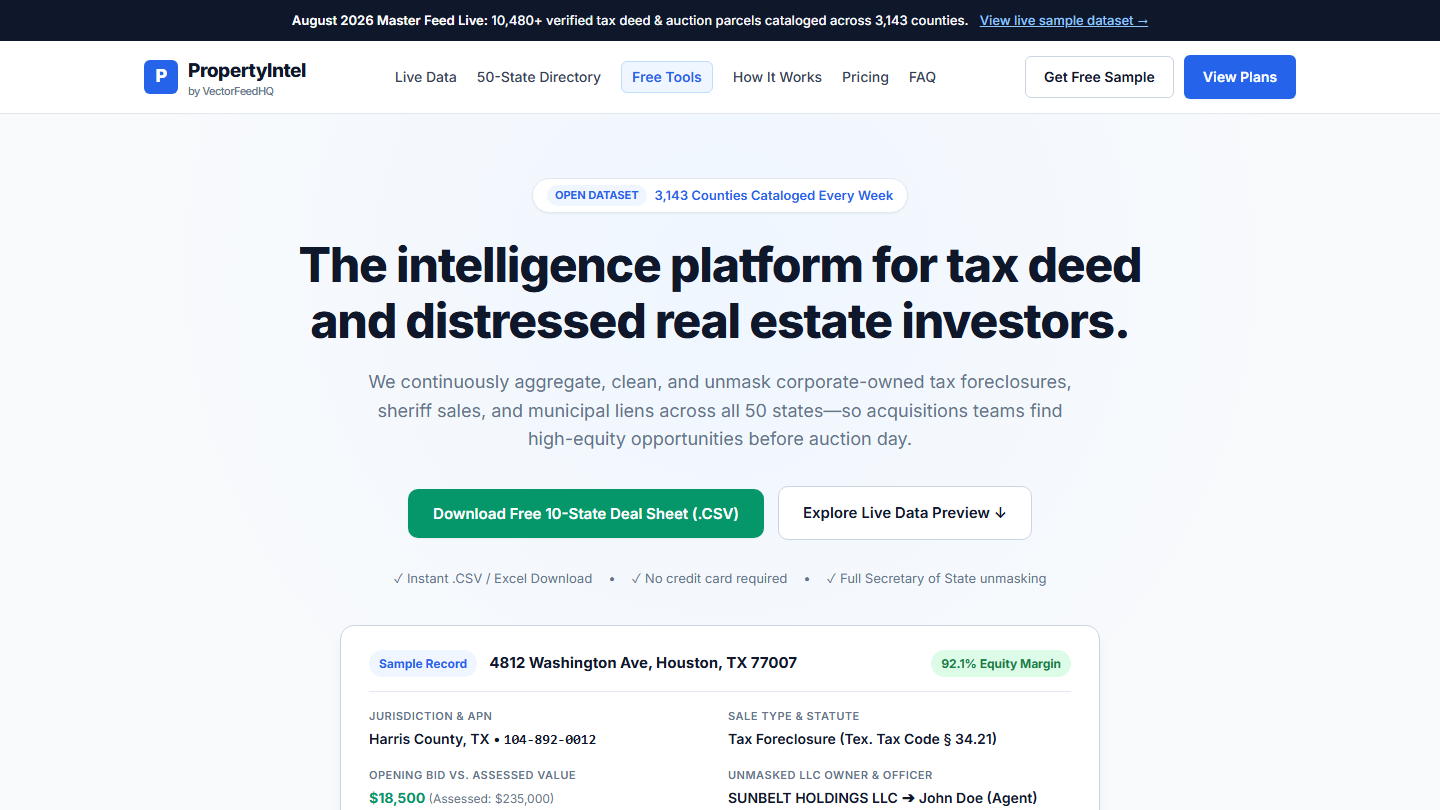 August 2026 Master Feed Live: 10,480+ verified tax deed & auction parcels cataloged across 3,143 counties. View live sample dataset →
P
PropertyIntel
by VectorFeedHQ
Live Data
50-State Directory
Free Tools
How It Works
Pricing
FAQ
Get Free Sample
View Plans
OPEN DATASET 3,143 Counties Cataloged Every Week
The intelligence platform for tax deed
and distressed real estate investors.
We continuously aggregate, clean, and unmask corporate-owned tax foreclosures,
sheriff sales, and municipal liens across all 50 states—so acquisitions teams find
high-equity opportunities before auction day.
Download Free 10-State Deal Sheet (.CSV)
Explore Live Data Preview ↓
✓ Instant .CSV / Excel Download • ✓ No credit card required • ✓ Full Secretary of State unmasking
Sample Record 4812 Washington Ave, Houston, TX 77007
92.1% Equity Margin
JURISDICTION & APN
Harris County, TX • 104-892-0012
SALE TYPE & STATUTE
Tax Foreclosure (Tex. Tax Code § 34.21)
OPENING BID VS. ASSESSED VALUE
$18,500 (Assessed: $235,000)
UNMASKED LLC OWNER & OFFICER
SUNBELT HOLDINGS LLC ➔ John Doe (Agent)